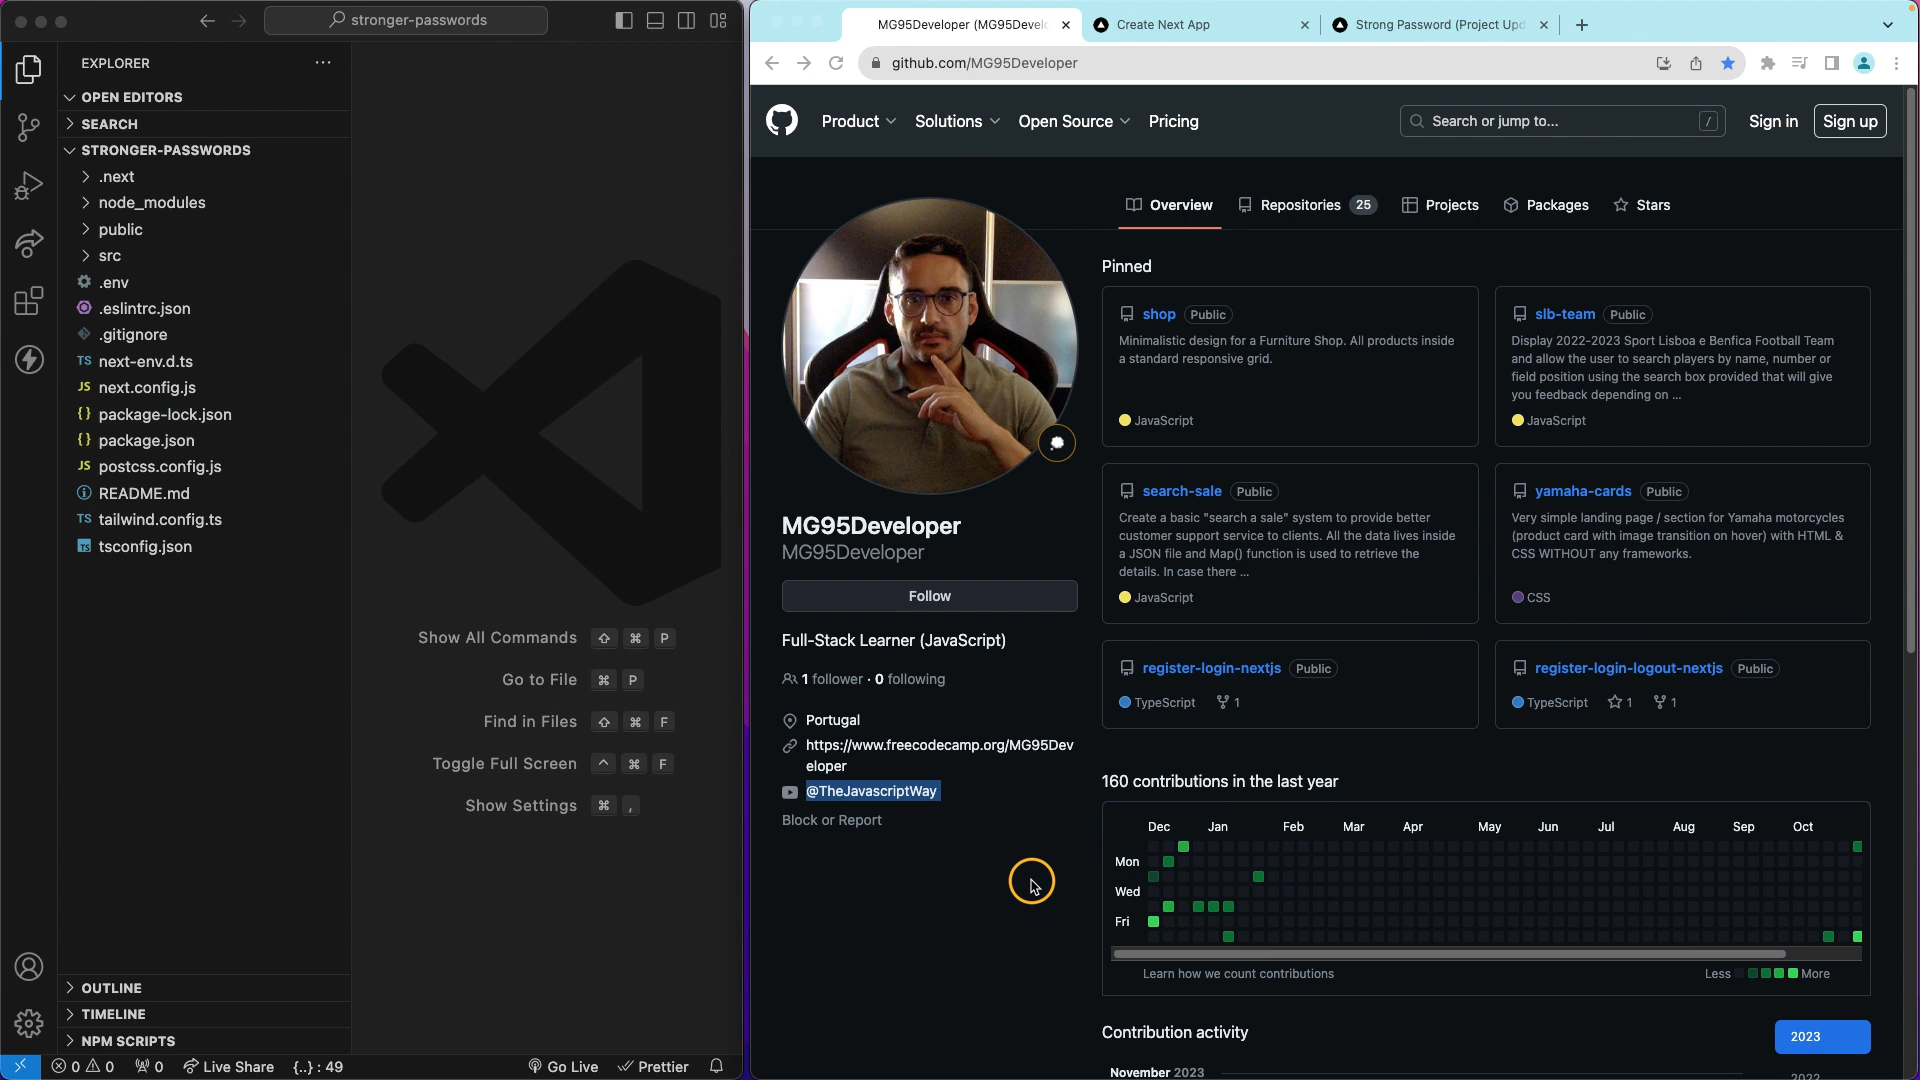 stronger-passwords
EXPLORER
OPEN EDITORS
SEARCH
STRONGER-PASSWORDS
.next
node_modules
public
src
.env
.eslintrc.json
.gitignore
TS next-env.d.ts
JS next.config.js
{} package-lock.json
{} package.json
JS postcss.config.js
README.md
TS tailwind.config.ts
TS tsconfig.json
Show All Commands ⇧ ⌘ P
Go to File ⌘ P
Find in Files ⇧ ⌘ F
Toggle Full Screen ^ ⌘ F
Show Settings ⌘ ,
OUTLINE
TIMELINE
NPM SCRIPTS
0 0 0 Live Share {..} : 49 Go Live Prettier
MG95Developer (MG95Devel
Create Next App
Strong Password (Project Upd
github.com/MG95Developer
Product Solutions Open Source Pricing
Search or jump to... /
Sign in Sign up
Overview Repositories 25 Projects Packages Stars
MG95Developer
MG95Developer
Follow
Full-Stack Learner (JavaScript)
1 follower · 0 following
Portugal
https://www.freecodecamp.org/MG95Dev
eloper
@TheJavascriptWay
Block or Report
Pinned
shop Public
Minimalistic design for a Furniture Shop. All products inside
a standard responsive grid.
JavaScript
slb-team Public
Display 2022-2023 Sport Lisboa e Benfica Football Team
and allow the user to search players by name, number or
field position using the search box provided that will give
you feedback depending on ...
JavaScript
search-sale Public
Create a basic "search a sale" system to provide better
customer support service to clients. All the data lives inside
a JSON file and Map() function is used to retrieve the
details. In case there ...
JavaScript
yamaha-cards Public
Very simple landing page / section for Yamaha motorcycles
(product card with image transition on hover) with HTML &
CSS WITHOUT any frameworks.
CSS
register-login-nextjs Public
TypeScript 1
register-login-logout-nextjs Public
TypeScript 1 1
160 contributions in the last year
Dec Jan Feb Mar Apr May Jun Jul Aug Sep Oct
Mon
Wed
Fri
Learn how we count contributions
Less More
Contribution activity
2023
November 2023
2022